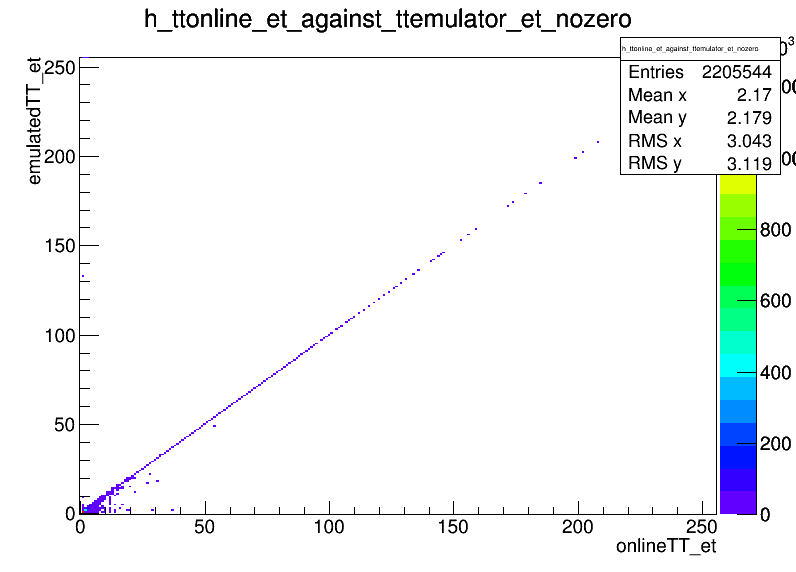 h_ttonline_et_against_ttemulator_et_nozero
h_ttonline_et_against_ttemulator_et_nozero
Entries 2205544
Mean x 2.17
Mean y 2.179
RMS x 3.043
RMS y 3.119
emulatedTT_et
250
200
150
100
50
0
0 50 100 150 200 250
onlineTT_et
800
600
400
200
0